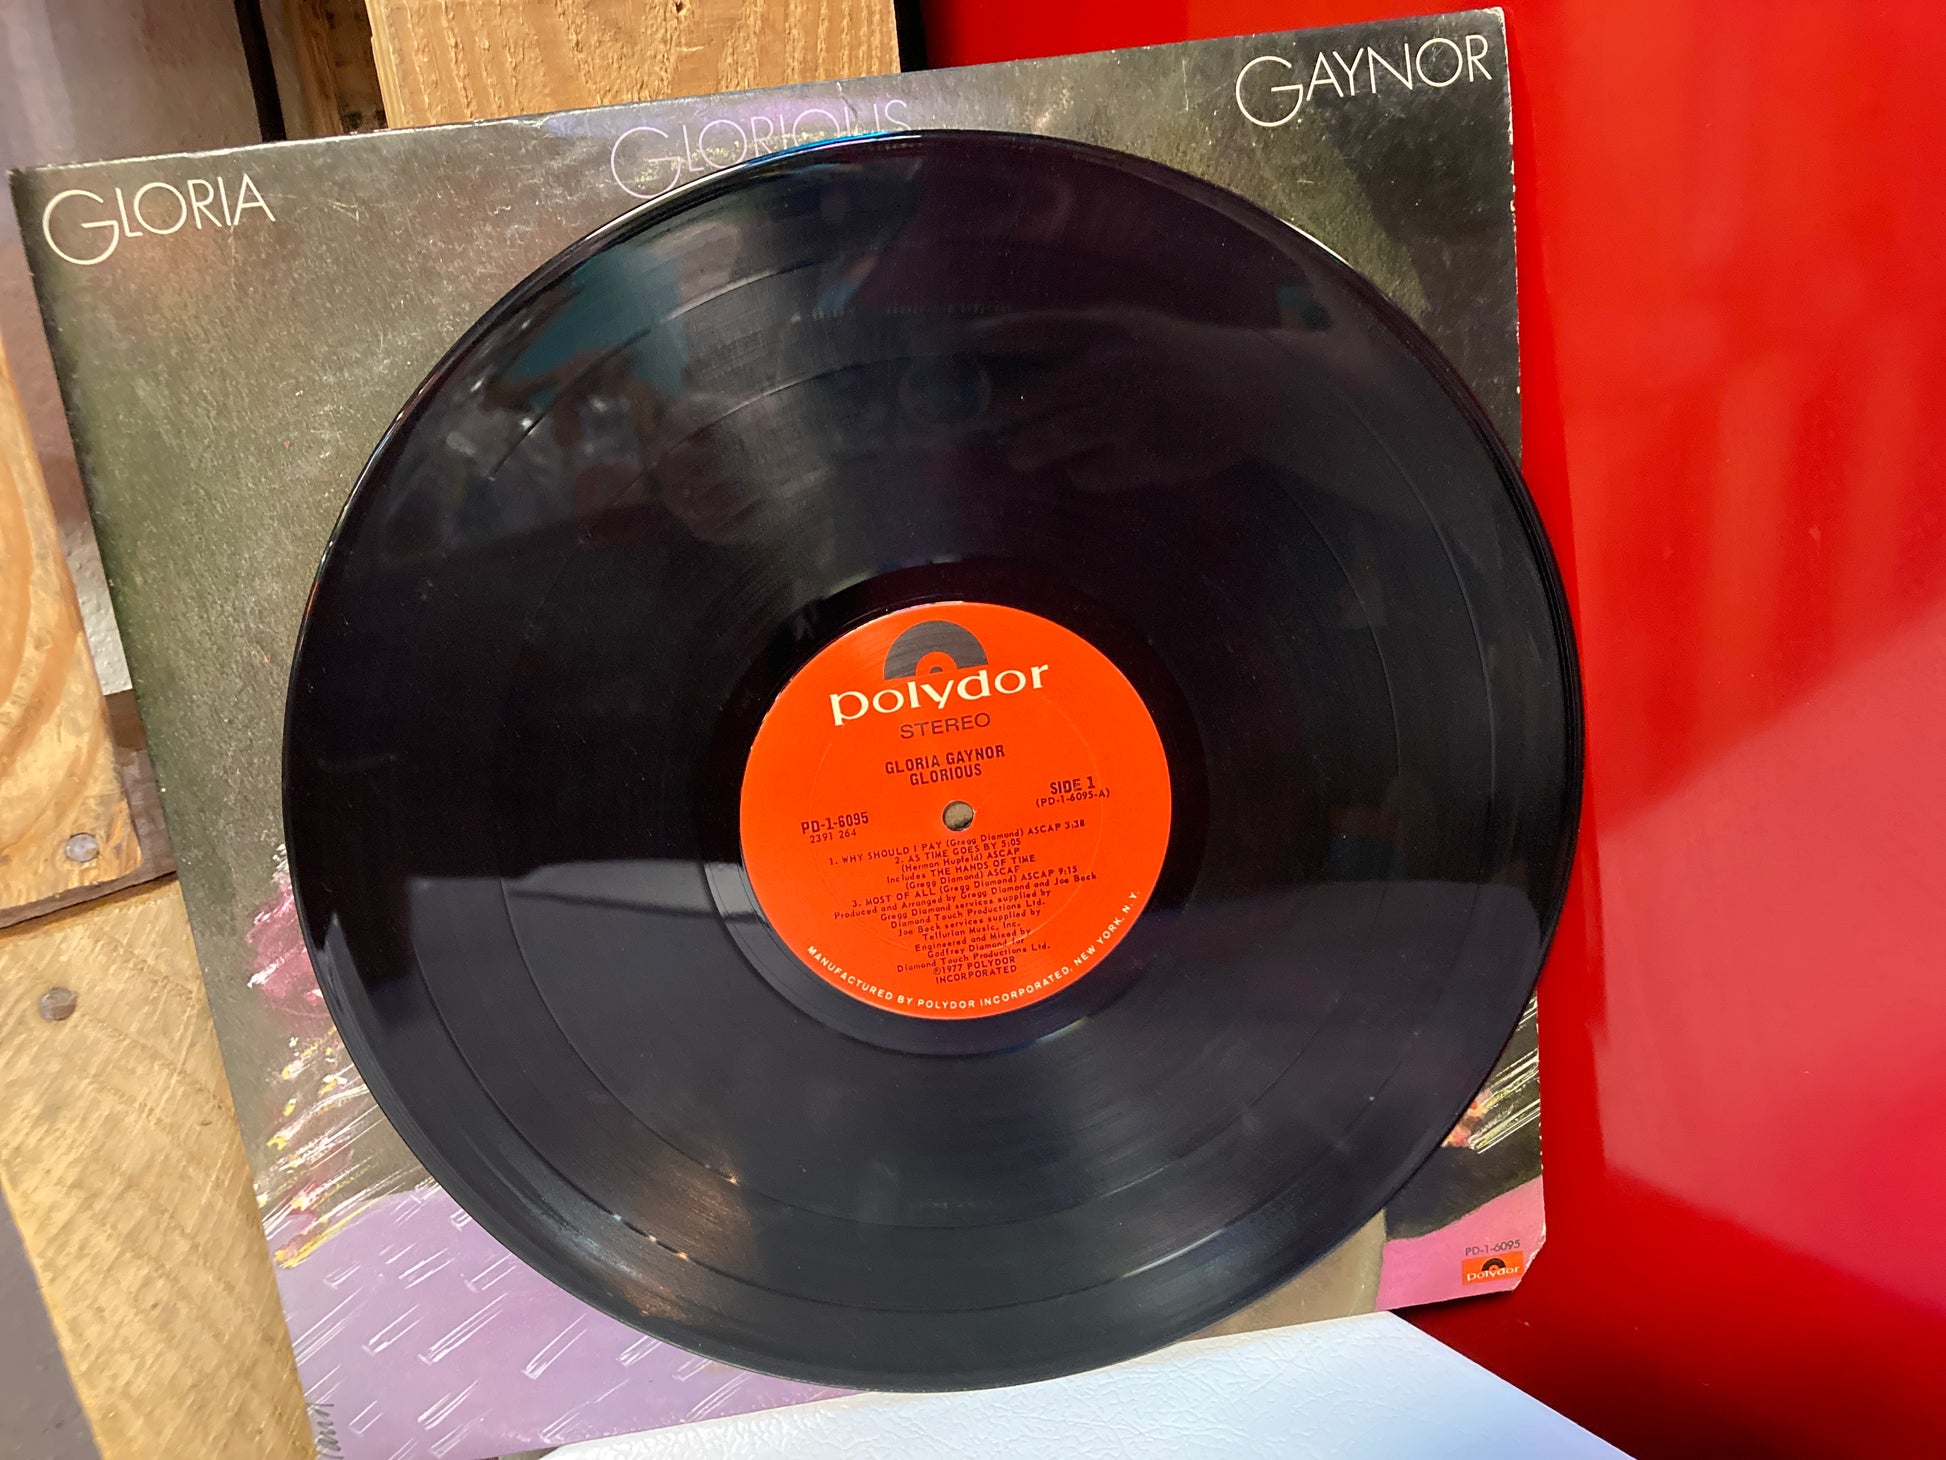 GLORIA
GLORIOUS
GAYNOR
polydor
STEREO
GLORIA GAYNOR
GLORIOUS
SIDE 1
(PD-1-6095-A)
PD-1-6095
2391 264
1. WHY SHOULD I PAY (Gregg Diamond) ASCAP 3:38
2. AS TIME GOES BY 5:05
(Herman Hupfeld) ASCAP
Includes THE HANDS OF TIME
(Gregg Diamond) ASCAP
3. MOST OF ALL (Gregg Diamond) ASCAP 9:15
Produced and Arranged by Gregg Diamond and Joe Beck
Gregg Diamond services supplied by
Diamond Touch Productions Ltd.
Joe Beck services supplied by
Tellurian Music, Inc.
Engineered and Mixed by
Godfrey Diamond for
Diamond Touch Productions Ltd.
℗1977 POLYDOR
INCORPORATED
MANUFACTURED BY POLYDOR INCORPORATED, NEW YORK, N.Y.
PD-1-6095
polydor